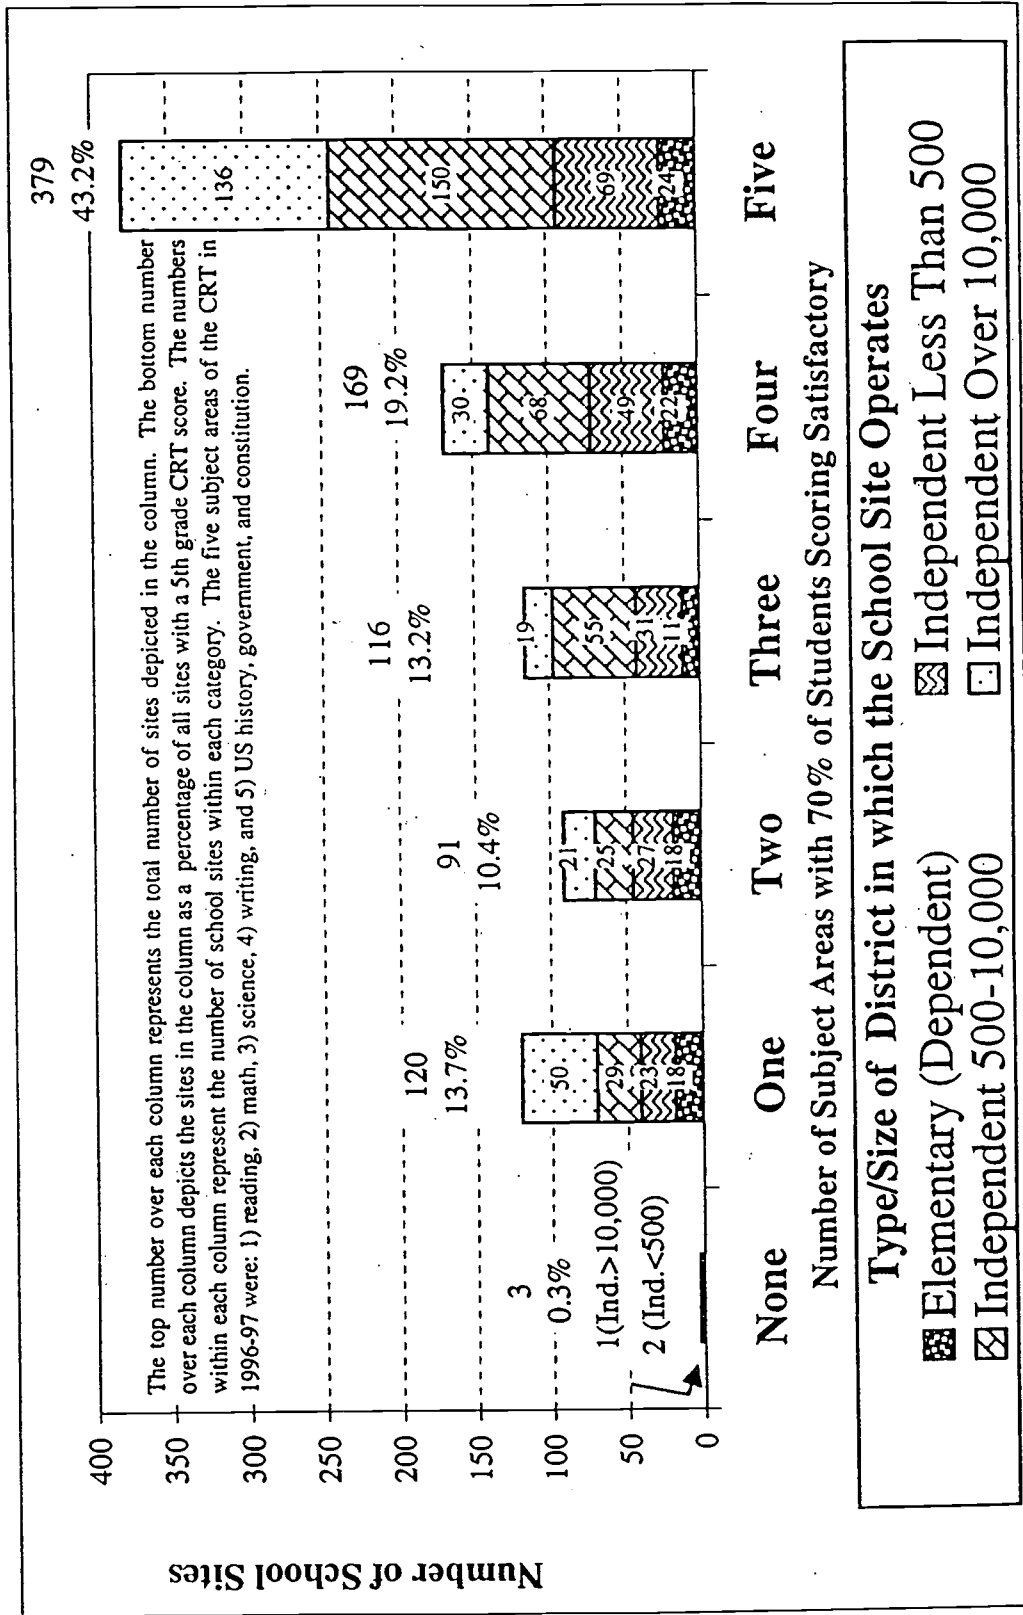 The top number over each column represents the total number of sites depicted in the column. The bottom number
over each column depicts the sites in the column as a percentage of all sites with a 5th grade CRT score. The numbers
within each column represent the number of school sites within each category. The five subject areas of the CRT in
1996-97 were: 1) reading, 2) math, 3) science, 4) writing, and 5) US history, government, and constitution.
Number of School Sites
400
350
300
250
200
150
100
50
0
3
0.3%
1(Ind.>10,000)
2 (Ind.<500)
120
13.7%
50
29
23
18
91
10.4%
21
25
27
18
116
13.2%
19
55
31
11
169
19.2%
30
68
49
22
379
43.2%
136
150
69
24
None
One
Two
Three
Four
Five
Number of Subject Areas with 70% of Students Scoring Satisfactory
Type/Size of District in which the School Site Operates
Elementary (Dependent)
Independent Less Than 500
Independent 500-10,000
Independent Over 10,000